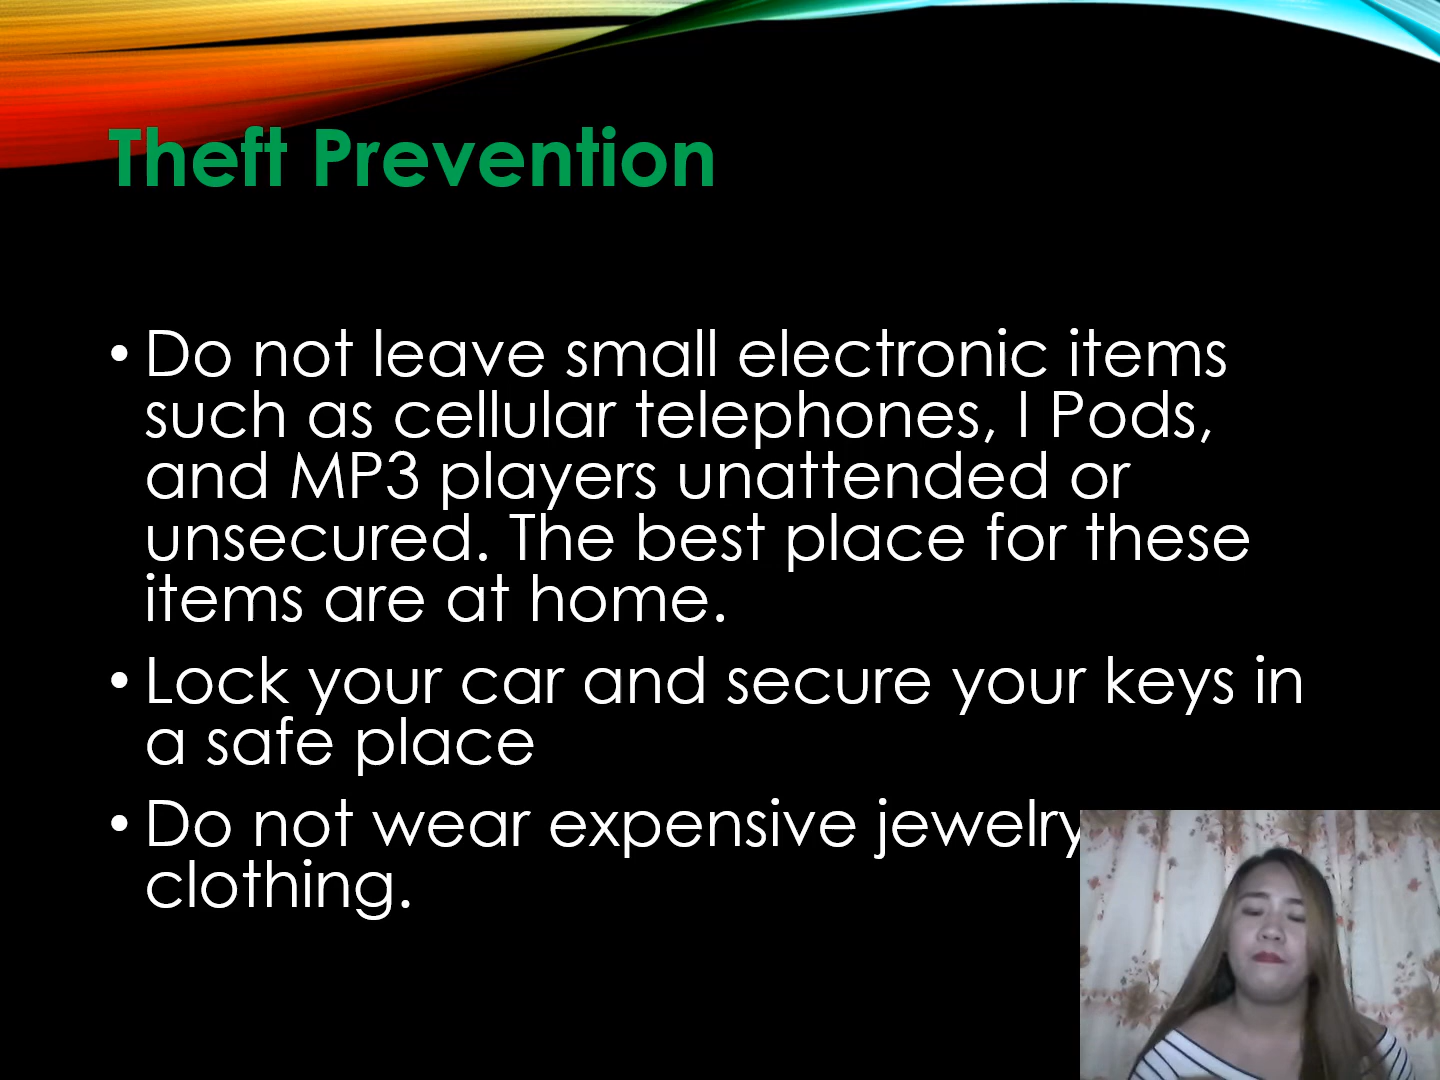 Theft Prevention
• Do not leave small electronic items
such as cellular telephones, I Pods,
and MP3 players unattended or
unsecured. The best place for these
items are at home.
• Lock your car and secure your keys in
a safe place
• Do not wear expensive jewelry
clothing.